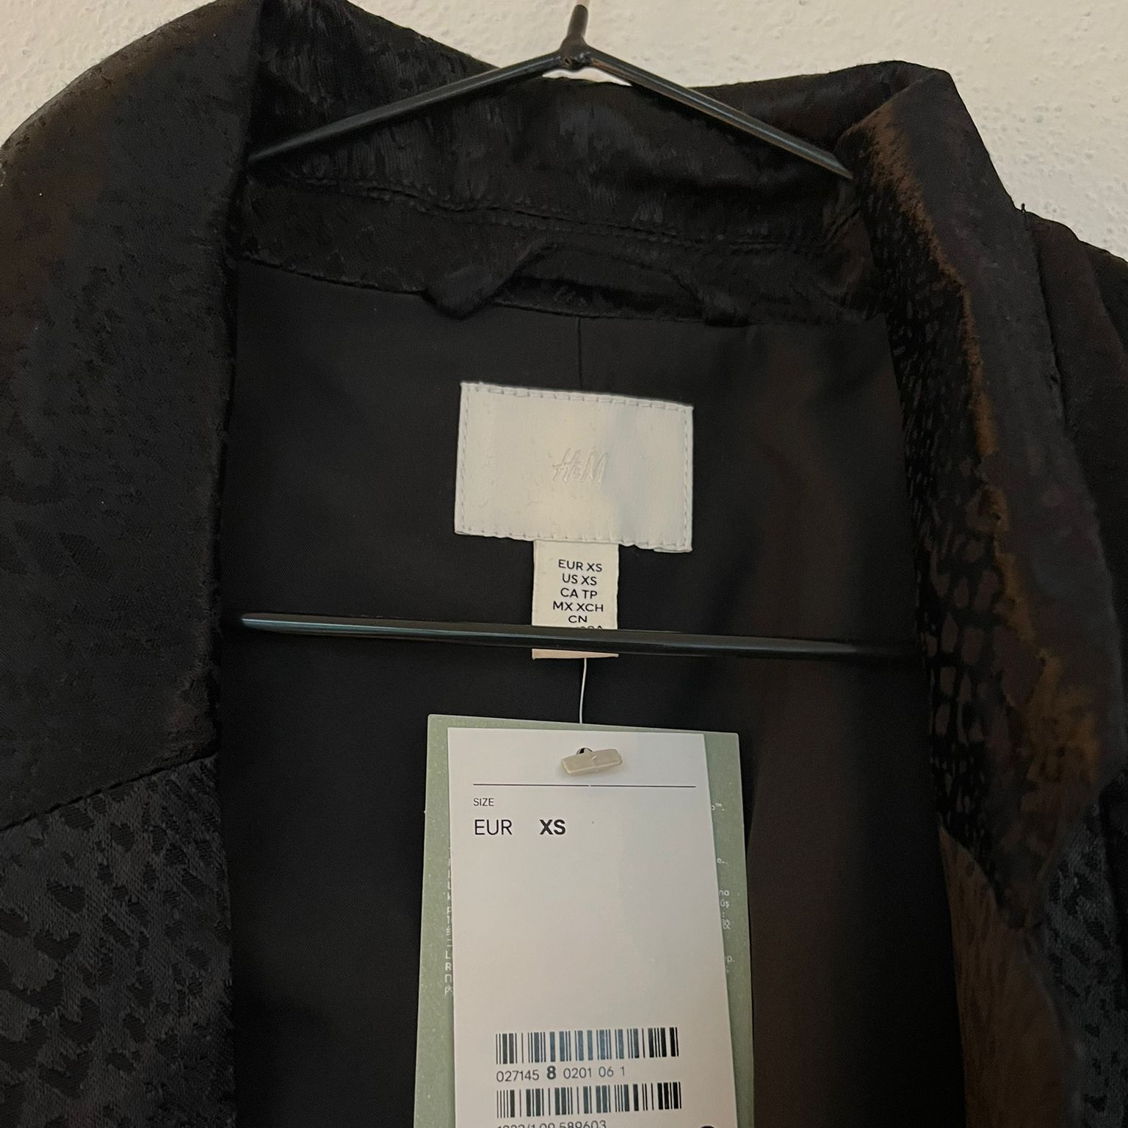 H&M
EUR XS
US XS
CA TP
MX XCH
CN
SIZE
EUR XS
027145 8 0201 06 1